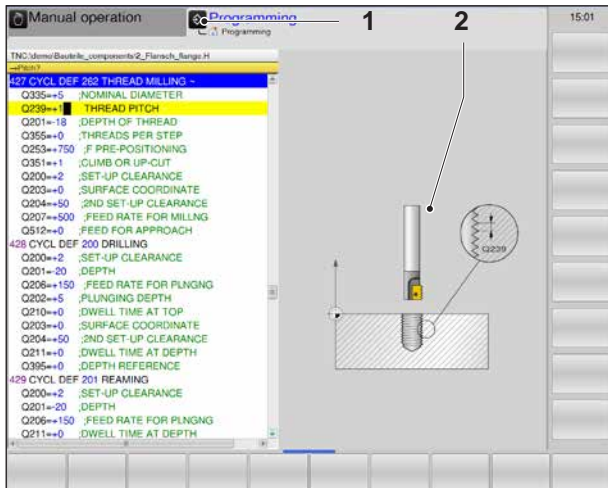 Manual operation
Programming
Programming
1
2
15:01
TNC:\demo\Bauteile_components\2_Flansch_flange.H
→Pitch?
427 CYCL DEF 262 THREAD MILLING ~
Q335=+5 ;NOMINAL DIAMETER
Q239=+1 THREAD PITCH
Q201=-18 ;DEPTH OF THREAD
Q355=+0 ;THREADS PER STEP
Q253=+750 ;F PRE-POSITIONING
Q351=+1 ;CLIMB OR UP-CUT
Q200=+2 ;SET-UP CLEARANCE
Q203=+0 ;SURFACE COORDINATE
Q204=+50 ;2ND SET-UP CLEARANCE
Q207=+500 ;FEED RATE FOR MILLNG
Q512=+0 ;FEED FOR APPROACH
428 CYCL DEF 200 DRILLING
Q200=+2 ;SET-UP CLEARANCE
Q201=-20 ;DEPTH
Q206=+150 ;FEED RATE FOR PLNGNG
Q202=+5 ;PLUNGING DEPTH
Q210=+0 ;DWELL TIME AT TOP
Q203=+0 ;SURFACE COORDINATE
Q204=+50 ;2ND SET-UP CLEARANCE
Q211=+0 ;DWELL TIME AT DEPTH
Q395=+0 ;DEPTH REFERENCE
429 CYCL DEF 201 REAMING
Q200=+2 ;SET-UP CLEARANCE
Q201=-20 ;DEPTH
Q206=+150 ;FEED RATE FOR PLNGNG
Q211=+0 ;DWELL TIME AT DEPTH
Q239